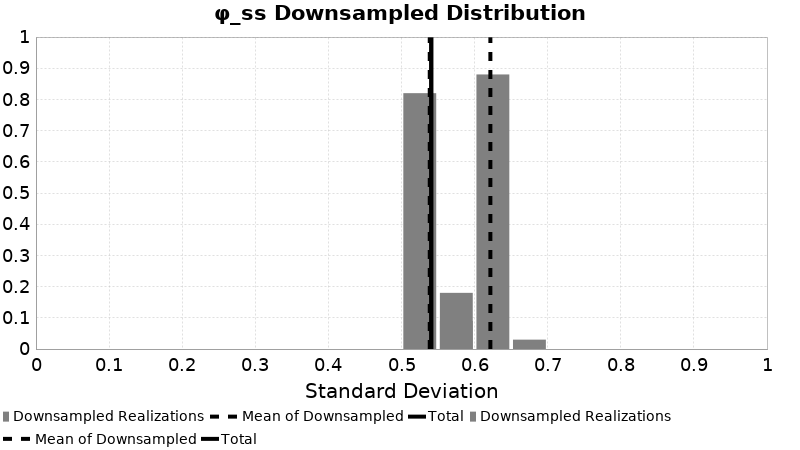 φ_ss Downsampled Distribution
1
0.9
0.8
0.7
0.6
0.5
0.4
0.3
0.2
0.1
0
0 0.1 0.2 0.3 0.4 0.5 0.6 0.7 0.8 0.9 1
Standard Deviation
Downsampled Realizations Mean of Downsampled Total Downsampled Realizations
Mean of Downsampled Total